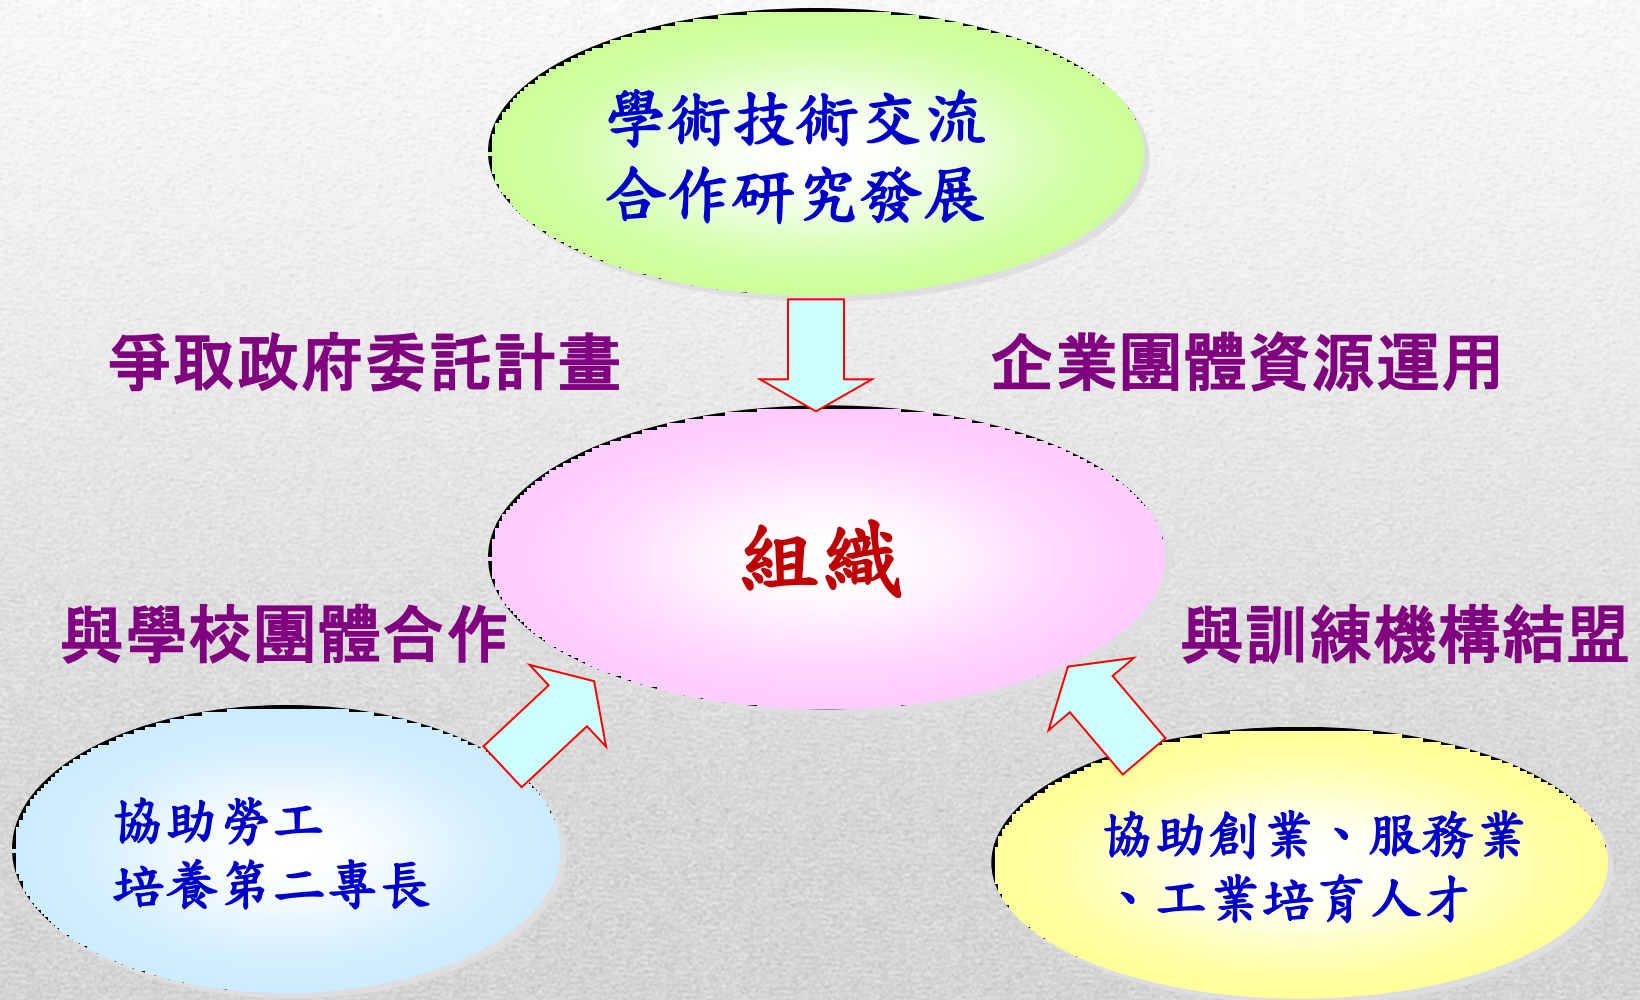 學術技術交流
合作研究發展
爭取政府委託計畫
企業團體資源運用
組織
與學校團體合作
與訓練機構結盟
協助勞工
培養第二專長
協助創業、服務業
、工業培育人才